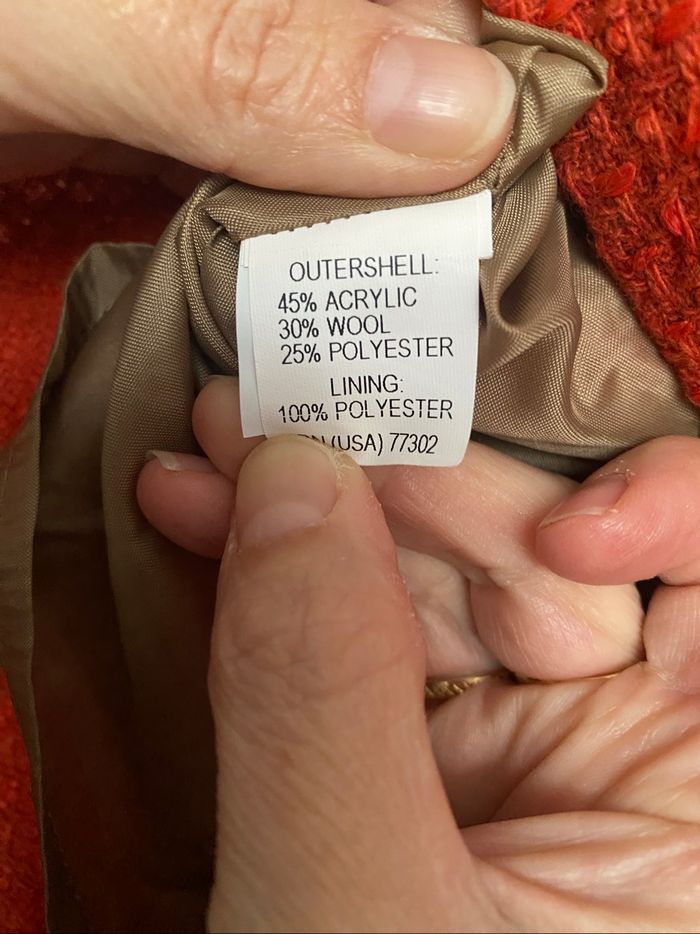 OUTERSHELL:
45% ACRYLIC
30% WOOL
25% POLYESTER
LINING:
100% POLYESTER
(USA) 77302